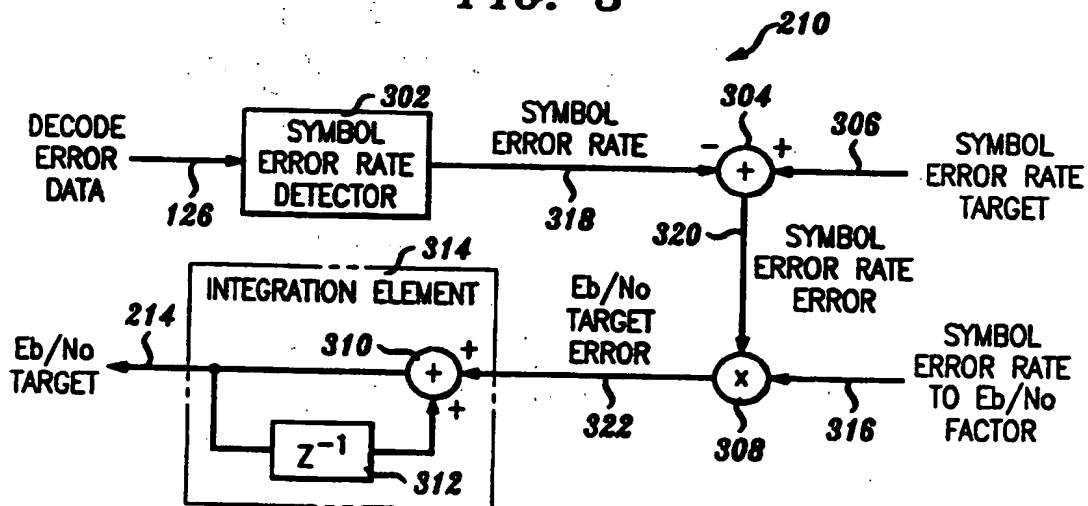 FIG. 3
210
302
304
306
DECODE
ERROR
DATA
126
SYMBOL
ERROR RATE
DETECTOR
SYMBOL
ERROR RATE
318
-
+
+
SYMBOL
ERROR RATE
TARGET
320
SYMBOL
ERROR RATE
ERROR
314
INTEGRATION ELEMENT
214
Eb/No
TARGET
310
+
+
+
Eb/No
TARGET
ERROR
322
x
308
316
SYMBOL
ERROR RATE
TO Eb/No
FACTOR
Z⁻¹
312